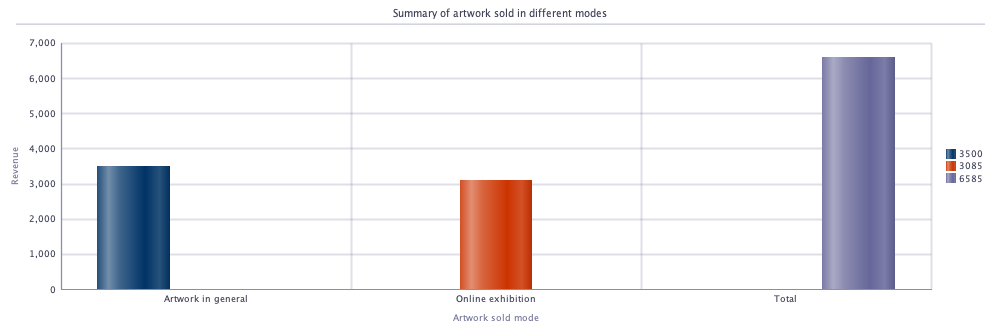 Summary of artwork sold in different modes
7,000
6,000
5,000
4,000
3,000
2,000
1,000
0
Revenue
Artwork in general
Online exhibition
Total
Artwork sold mode
3500
3085
6585